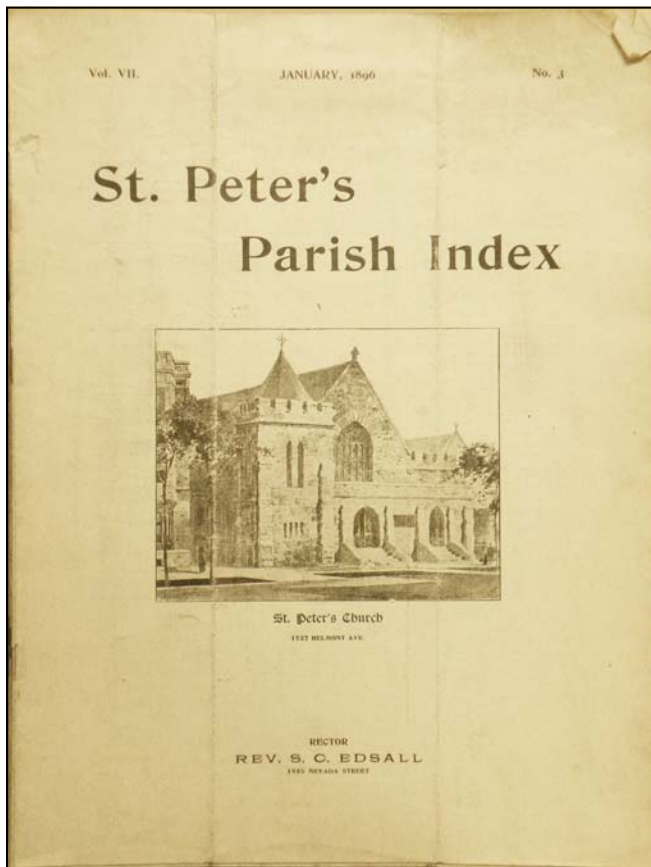 Vol. VII. JANUARY, 1896 No. 3
St. Peter's
Parish Index
St. Peter's Church
1737 BELMONT AVE.
RECTOR
REV. S. C. EDSALL
NEVADA STREET